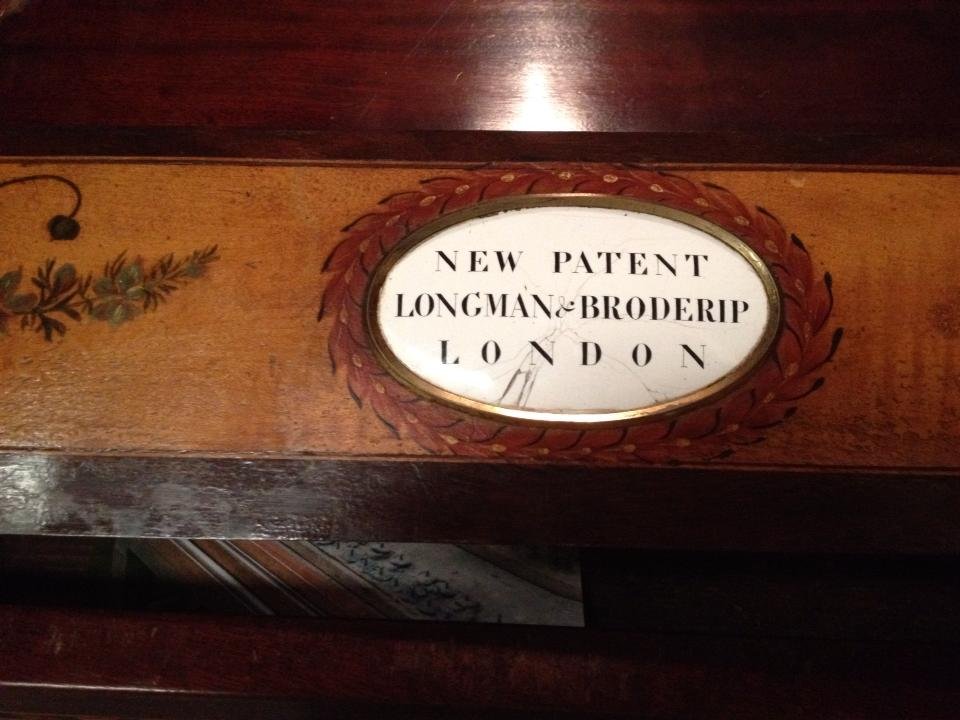 NEW PATENT
LONGMAN & BRODERIP
LONDON